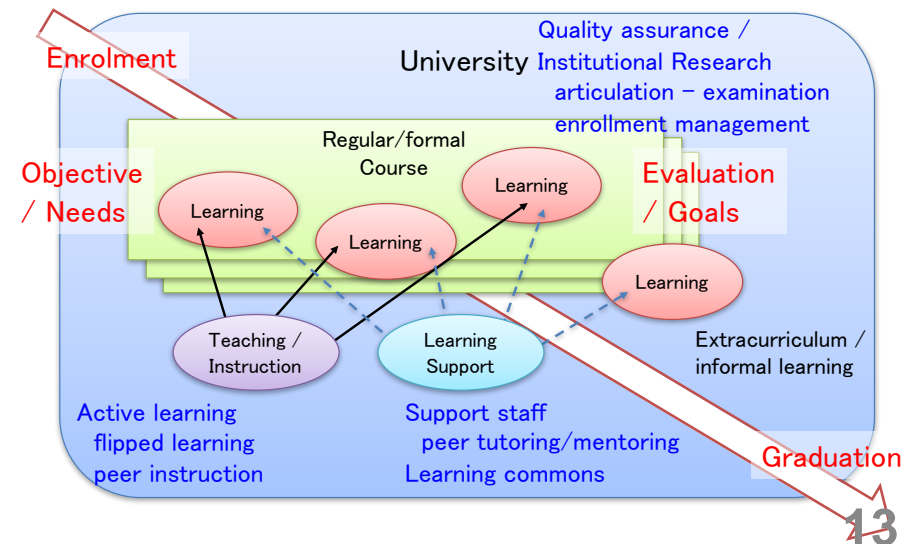 Enrolment
University
Quality assurance /
Institutional Research
articulation - examination
enrollment management
Regular/formal
Course
Objective
/ Needs
Evaluation
/ Goals
Learning
Learning
Learning
Learning
Teaching /
Instruction
Learning
Support
Extracurriculum /
informal learning
Active learning
flipped learning
peer instruction
Support staff
peer tutoring/mentoring
Learning commons
Graduation
13